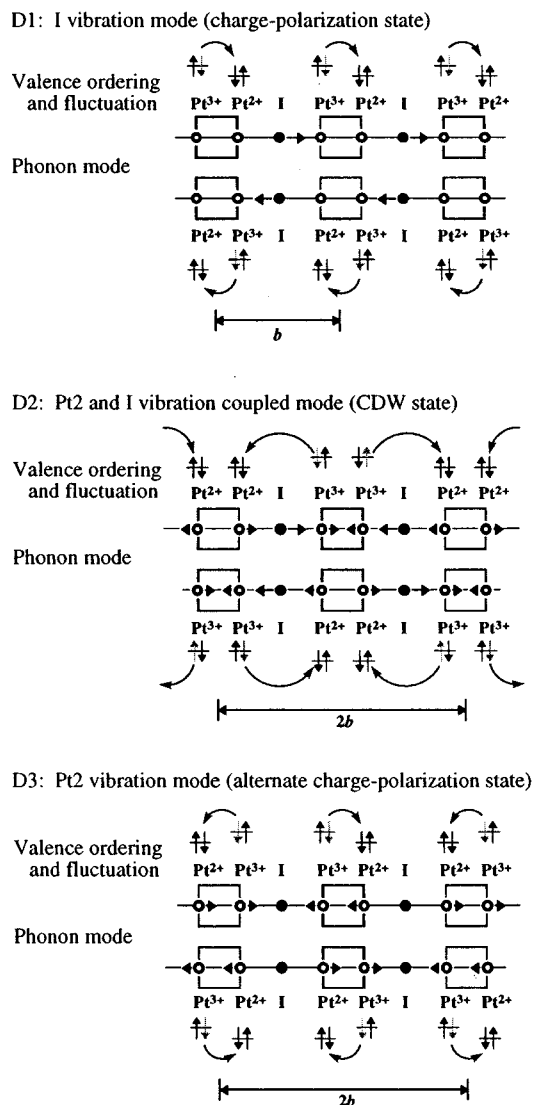 D1: I vibration mode (charge-polarization state)
Valence ordering
and fluctuation
Pt3+ Pt2+ I Pt3+ Pt2+ I Pt3+ Pt2+
Phonon mode
Pt2+ Pt3+ I Pt2+ Pt3+ I Pt2+ Pt3+
b
D2: Pt2 and I vibration coupled mode (CDW state)
Valence ordering
and fluctuation
Pt2+ Pt2+ I Pt3+ Pt3+ I Pt2+ Pt2+
Phonon mode
Pt3+ Pt3+ I Pt2+ Pt2+ I Pt3+ Pt3+
2b
D3: Pt2 vibration mode (alternate charge-polarization state)
Valence ordering
and fluctuation
Pt2+ Pt3+ I Pt3+ Pt2+ I Pt2+ Pt3+
Phonon mode
Pt3+ Pt2+ I Pt2+ Pt3+ I Pt3+ Pt2+
2b